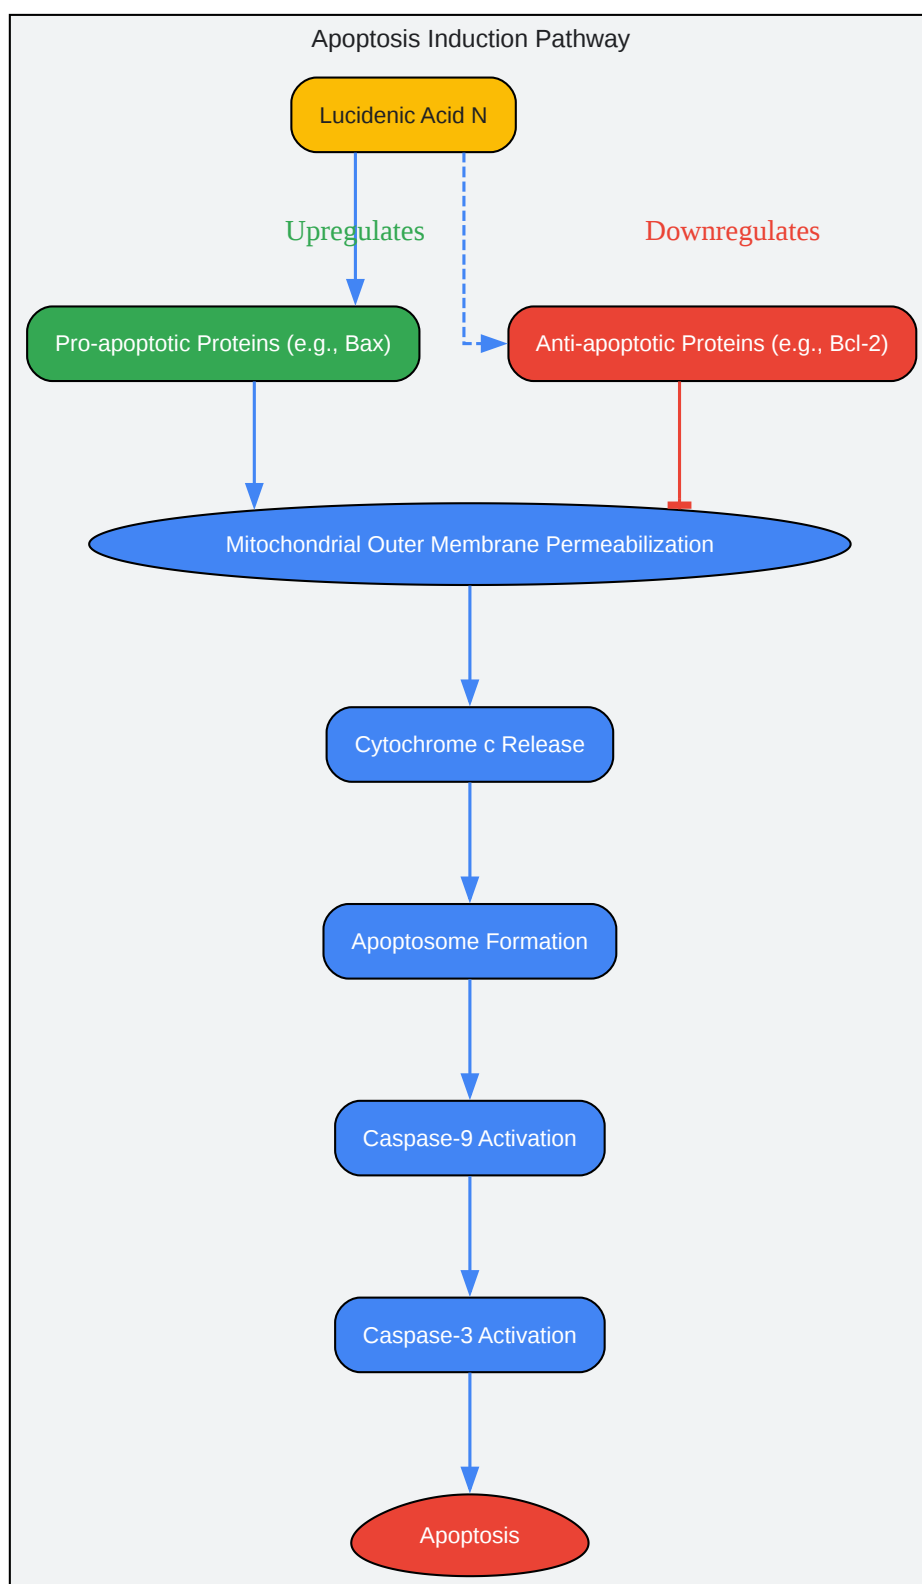 Apoptosis Induction Pathway
Lucidenic Acid N
Upregulates
Downregulates
Pro-apoptotic Proteins (e.g., Bax)
Anti-apoptotic Proteins (e.g., Bcl-2)
Mitochondrial Outer Membrane Permeabilization
Cytochrome c Release
Apoptosome Formation
Caspase-9 Activation
Caspase-3 Activation
Apoptosis